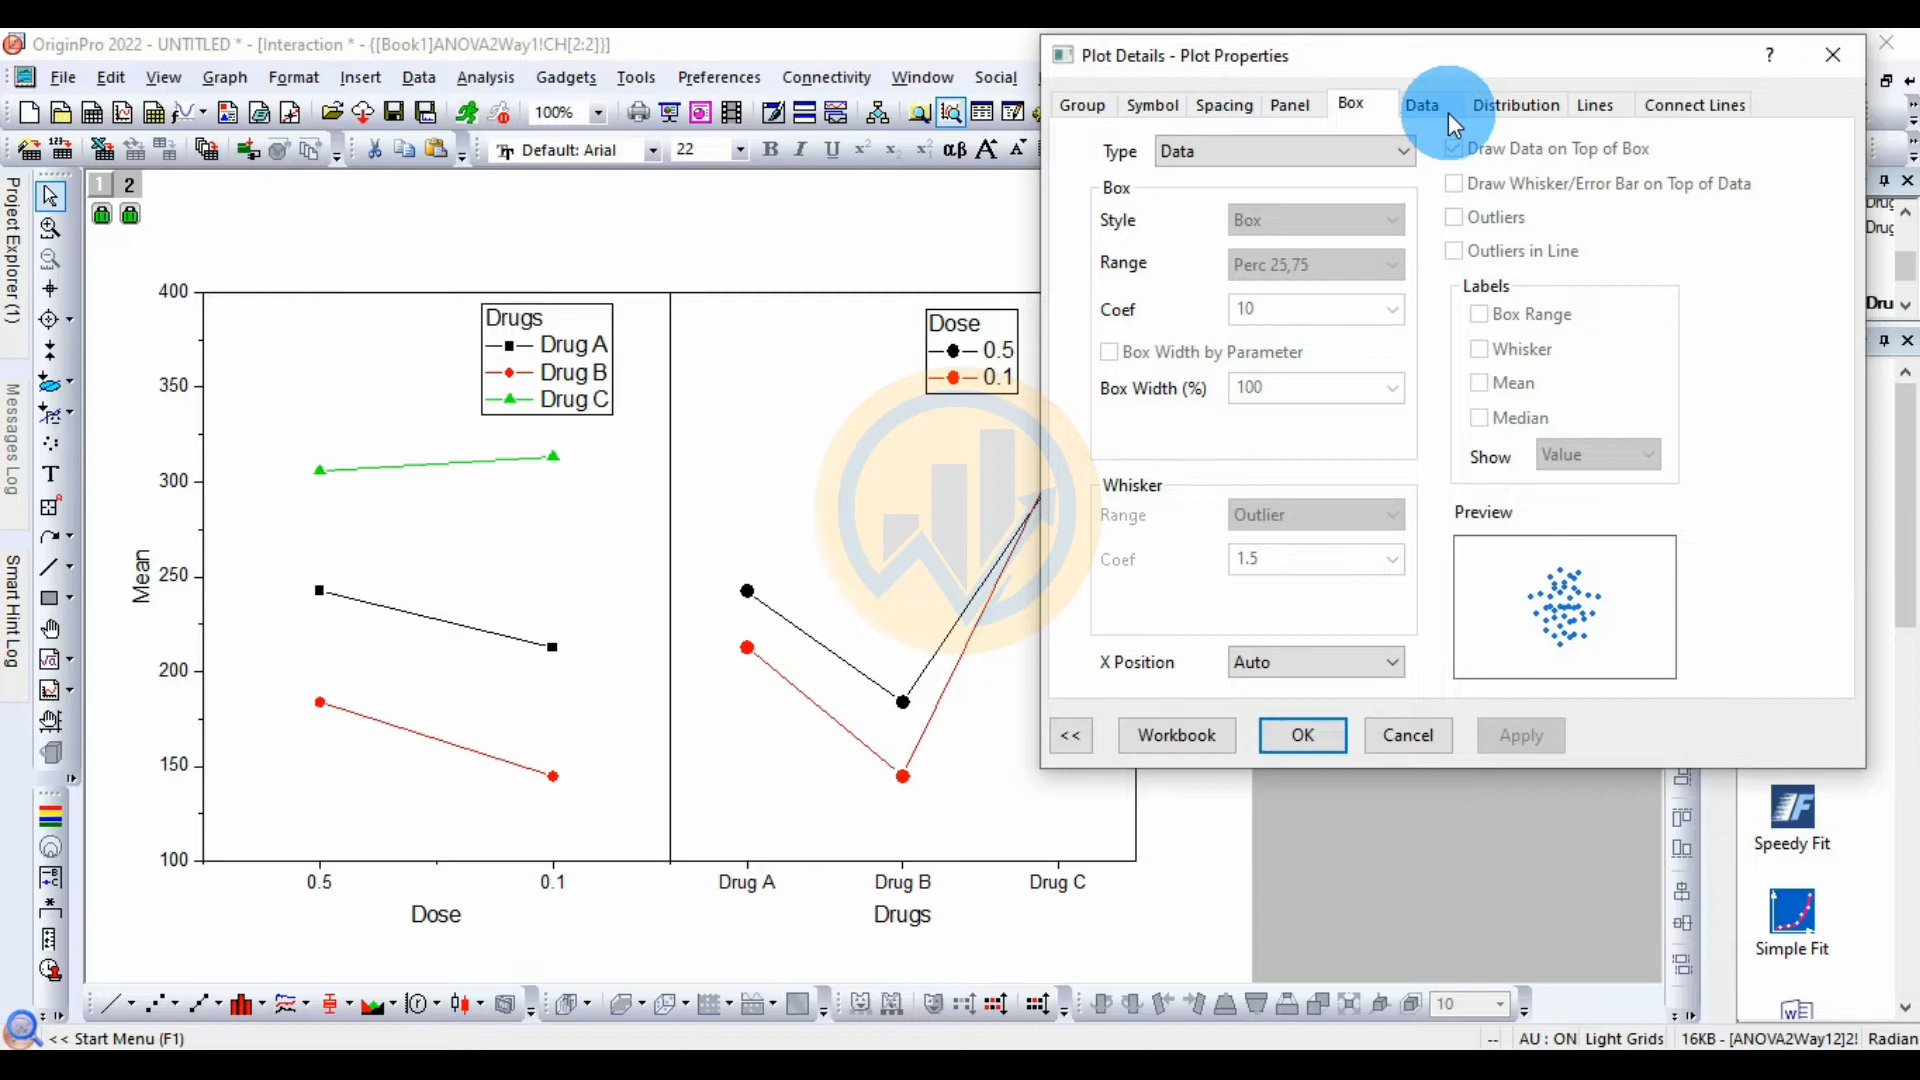 OriginPro 2022 - UNTITLED * - [Interaction * - {[Book1]ANOVA2Way1!CH[2:2]}]
File Edit View Graph Format Insert Data Analysis Gadgets Tools Preferences Connectivity Window Social
100%
Default: Arial 22 B I U
Project Explorer (1)
Messages Log
Smart Hint Log
1 2
400
350
300
250
200
150
100
Mean
Drugs
Drug A
Drug B
Drug C
0.5 0.1
Dose
Dose
0.5
0.1
Drug A Drug B Drug C
Drugs
Plot Details - Plot Properties
Group Symbol Spacing Panel Box Data Distribution Lines Connect Lines
Type Data
Box
Style Box
Range Perc 25,75
Coef 10
Box Width by Parameter
Box Width (%) 100
Whisker
Range Outlier
Coef 1.5
X Position Auto
Draw Data on Top of Box
Draw Whisker/Error Bar on Top of Data
Outliers
Outliers in Line
Labels
Box Range
Whisker
Mean
Median
Show Value
Preview
<< Workbook OK Cancel Apply
Speedy Fit
Simple Fit
10
<< Start Menu (F1)
-- AU : ON Light Grids 16KB - [ANOVA2Way12]2! Radian